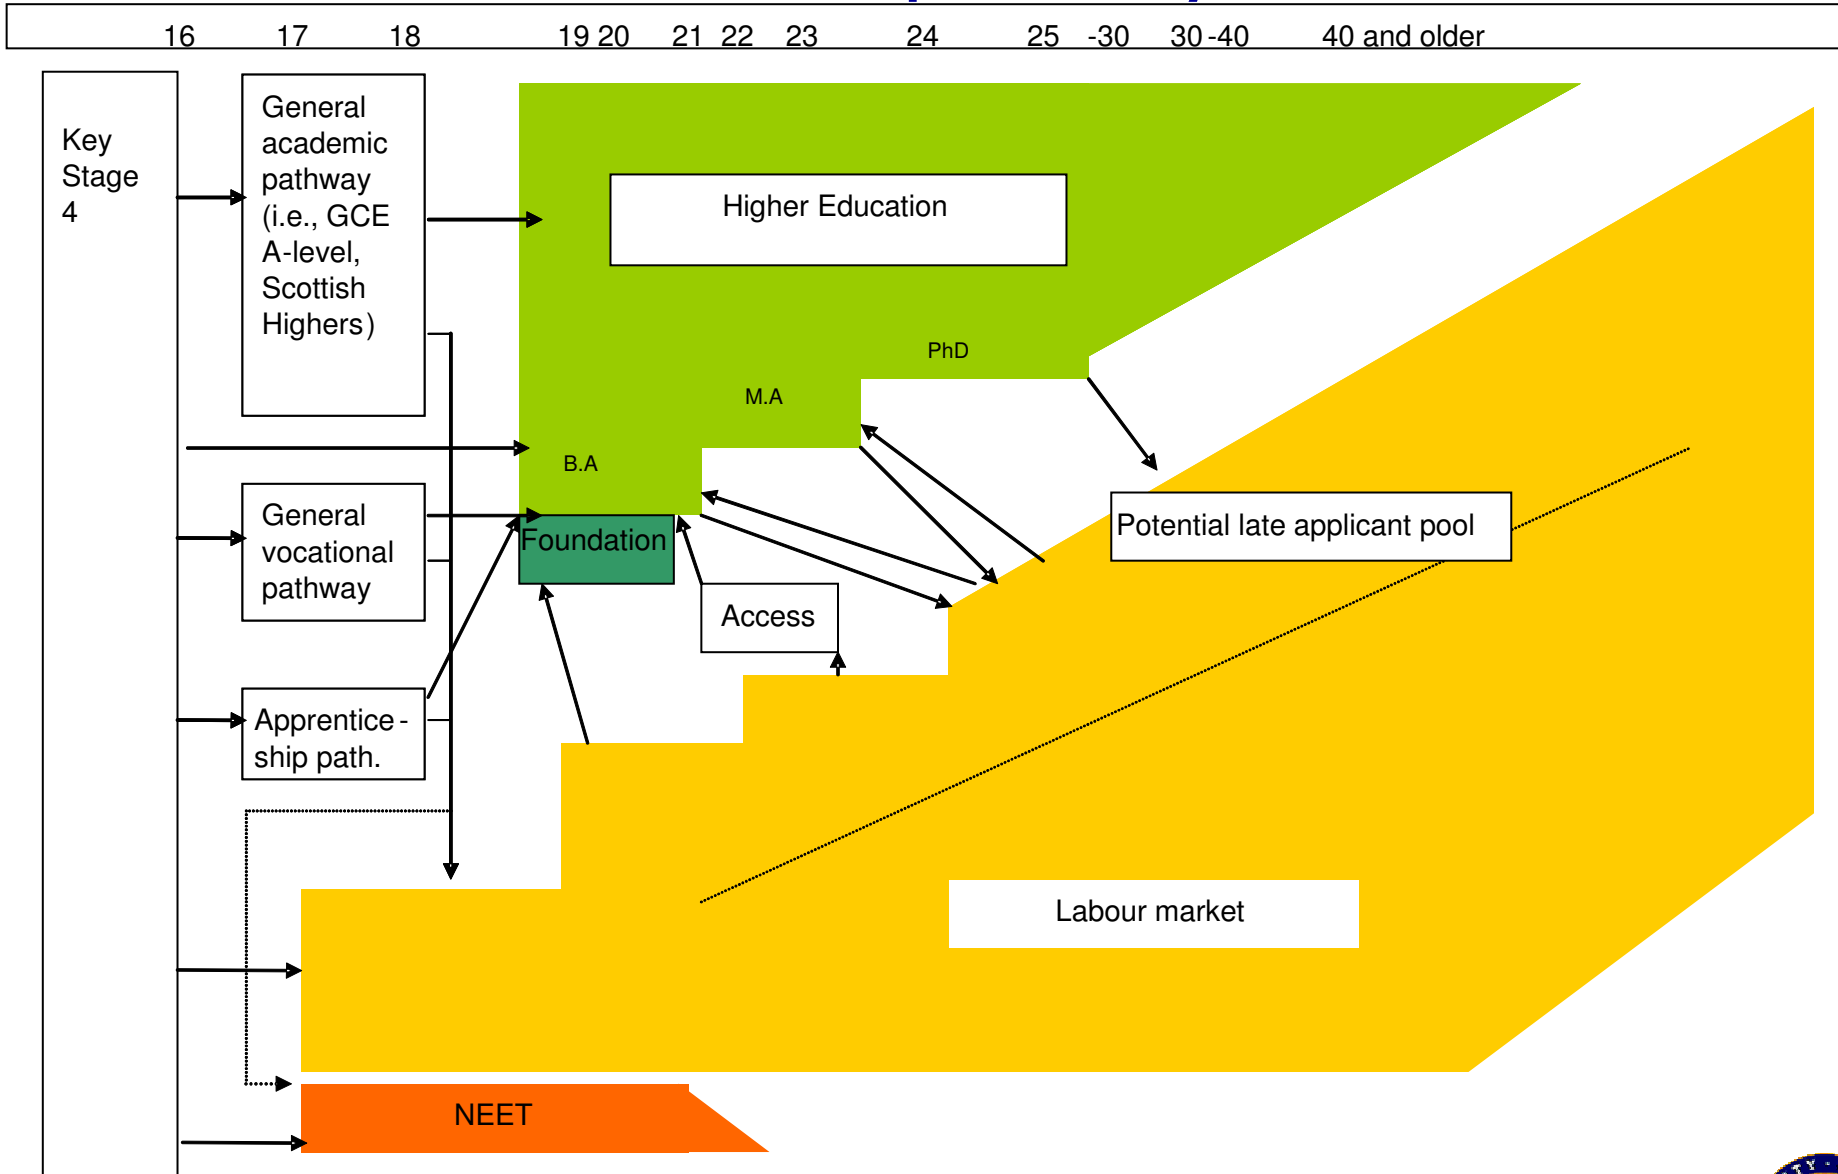 16 17 18 19 20 21 22 23 24 25 -30 30-40 40 and older
Key
Stage
4
General
academic
pathway
(i.e., GCE
A-level,
Scottish
Highers)
Higher Education
PhD
M.A
B.A
General
vocational
pathway
Foundation
Potential late applicant pool
Access
Apprentice-
ship path.
Labour market
NEET